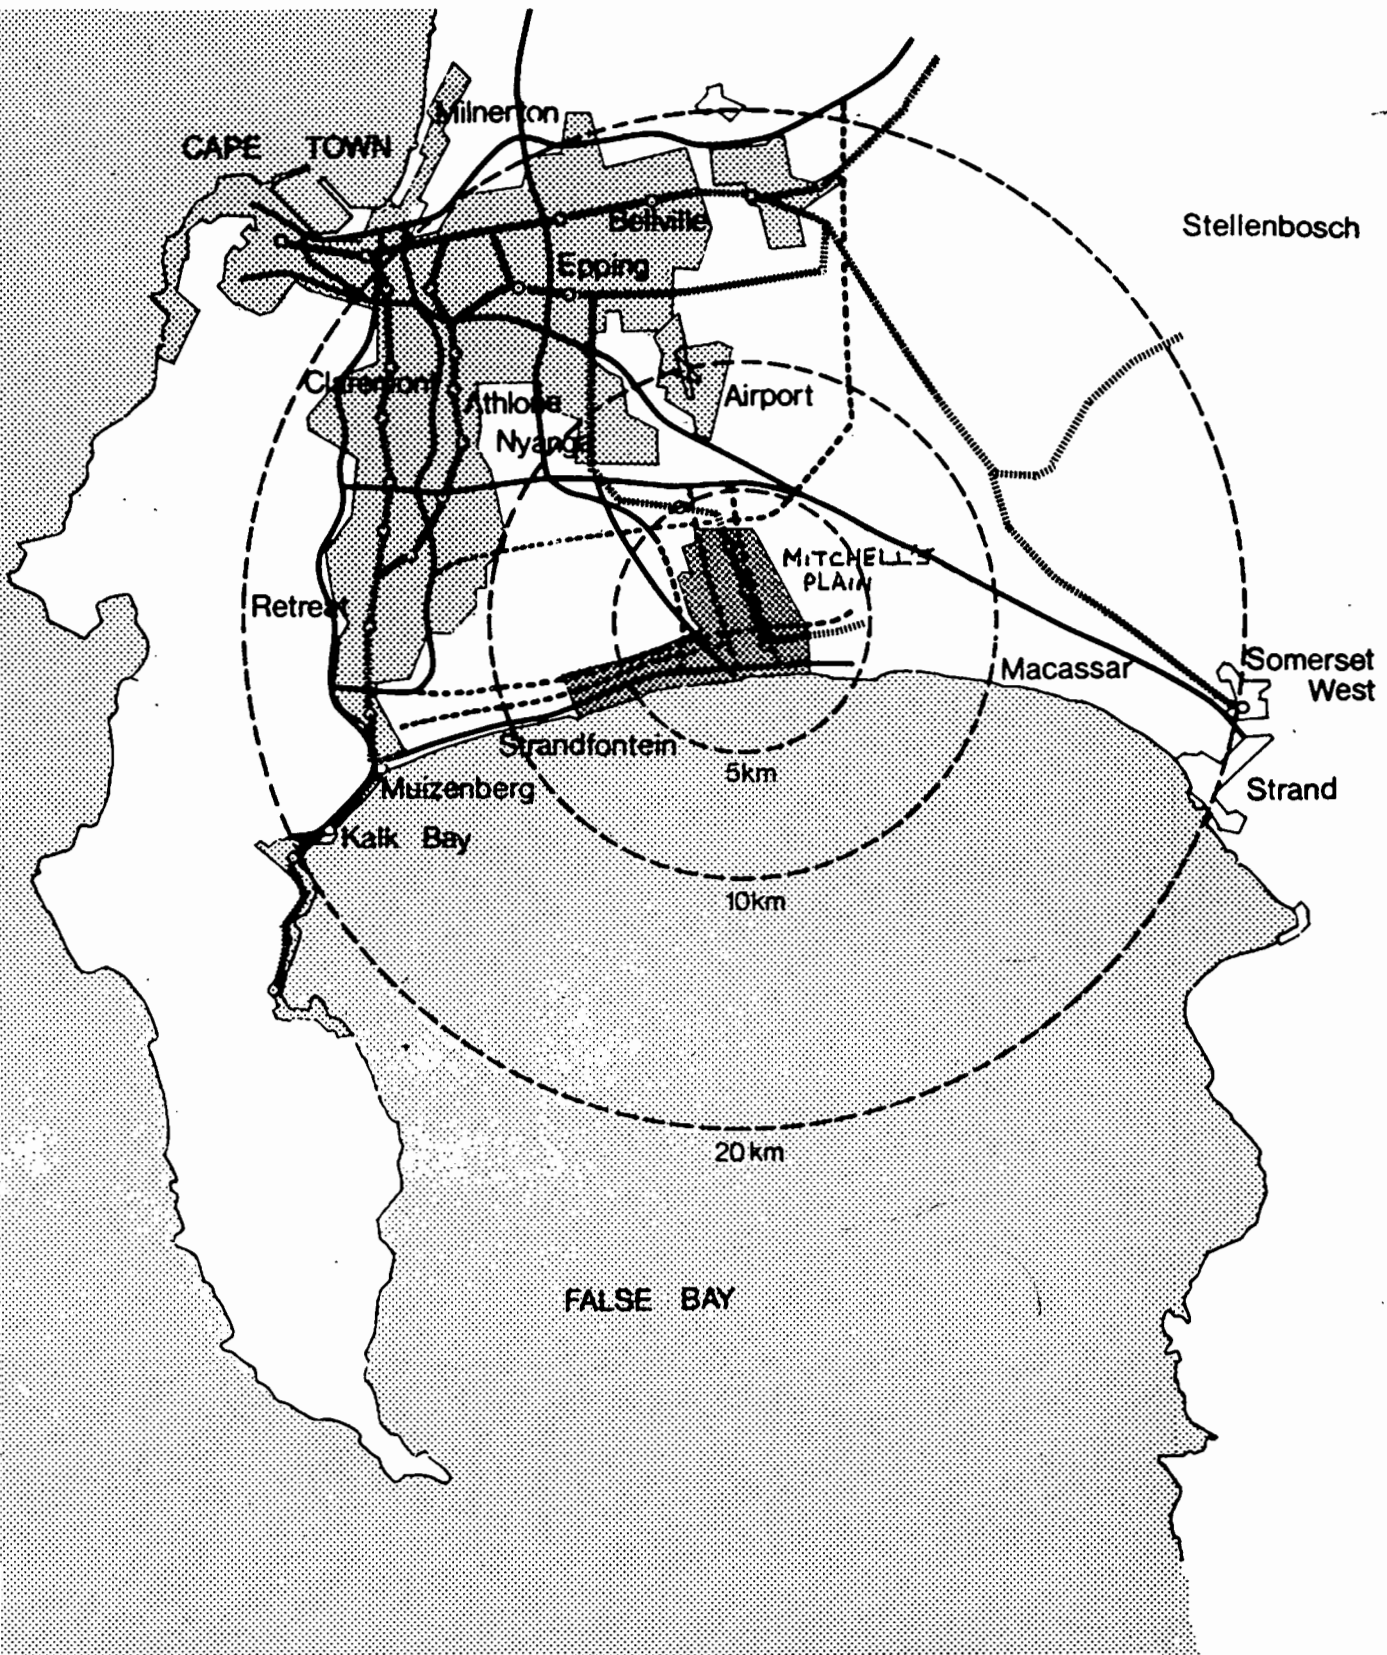 Milnerton
CAPE TOWN
Stellenbosch
Bellville
Epping
Claremont
Airport
Athlone
Nyanga
MITCHELL'S
PLAIN
Retreat
Macassar
Somerset
West
Strandfontein
5km
Muizenberg
Strand
Kalk Bay
10km
20km
FALSE BAY